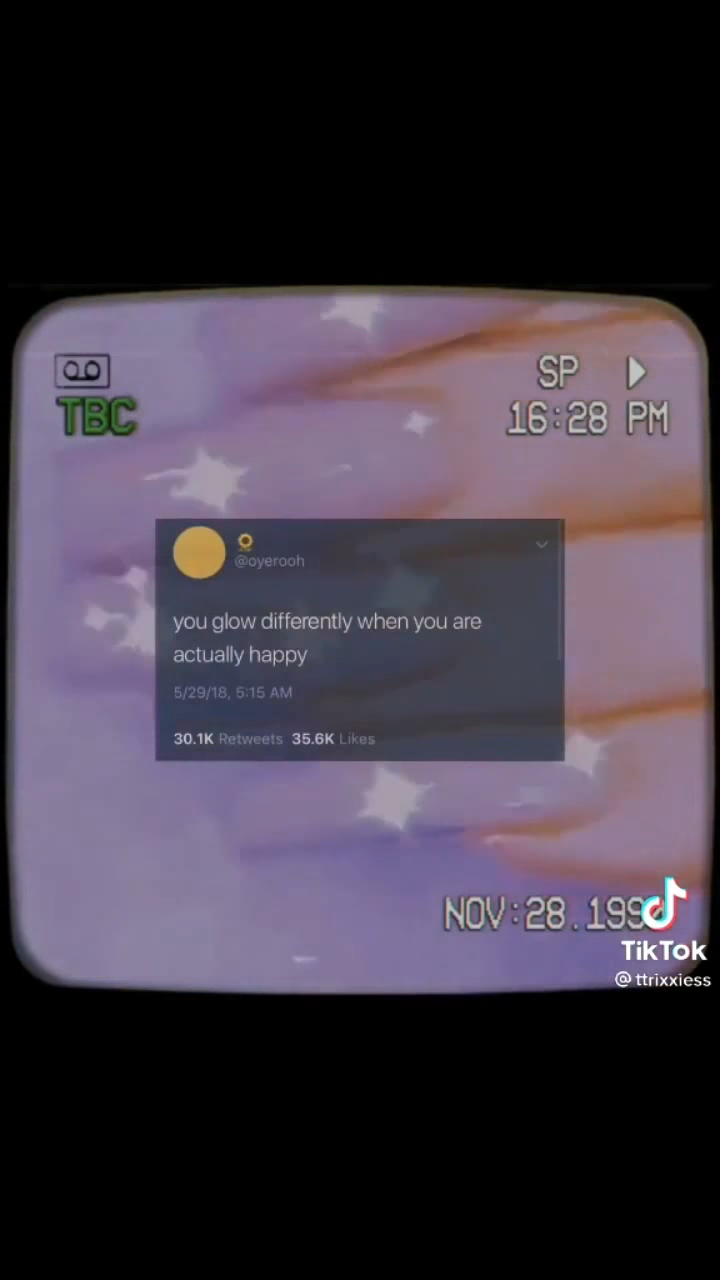 SP
TBC
16:28 PM
@oyerooh
you glow differently when you are
actually happy
5/29/18, 5:15 AM
30.1K Retweets 35.6K Likes
NOV:28.199
TikTok
@ttrixxiess